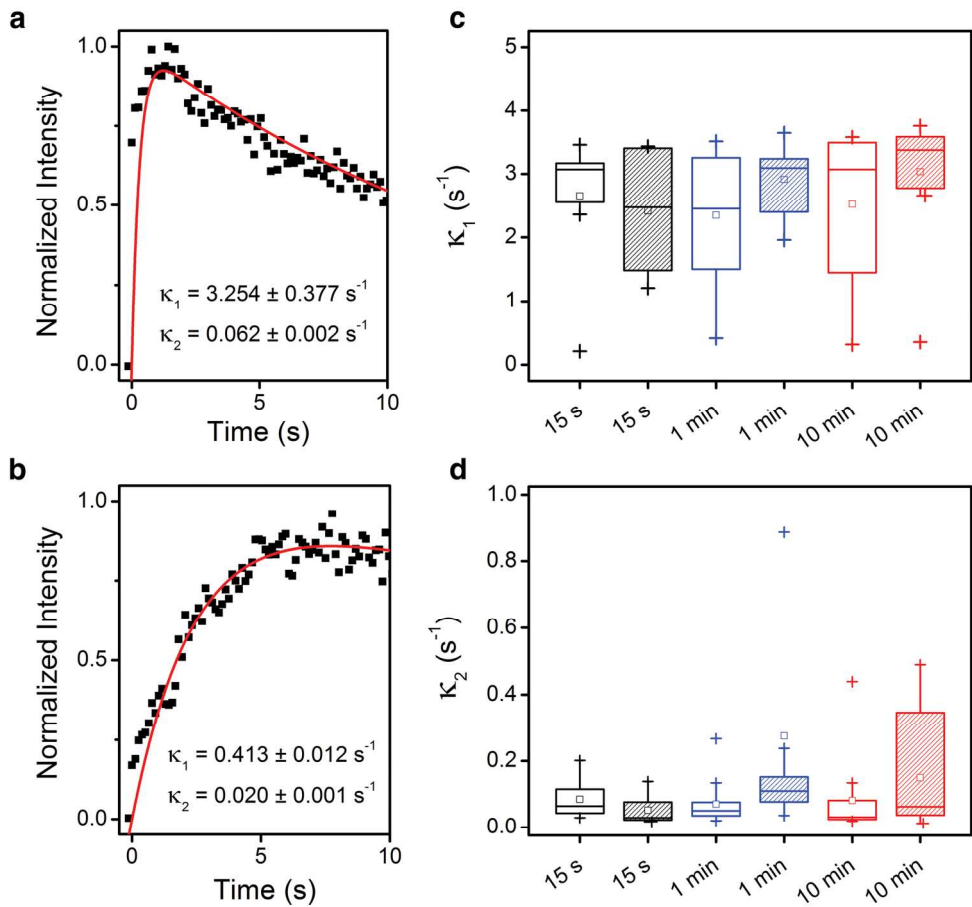 a
1.0
0.5
0.0
Normalized Intensity
κ₁ = 3.254 ± 0.377 s⁻¹
κ₂ = 0.062 ± 0.002 s⁻¹
0 5 10
Time (s)
b
1.0
0.5
0.0
Normalized Intensity
κ₁ = 0.413 ± 0.012 s⁻¹
κ₂ = 0.020 ± 0.001 s⁻¹
0 5 10
Time (s)
c
5
4
3
2
1
0
κ₁ (s⁻¹)
15 s 15 s 1 min 1 min 10 min 10 min
d
1.0
0.8
0.6
0.4
0.2
0.0
κ₂ (s⁻¹)
15 s 15 s 1 min 1 min 10 min 10 min